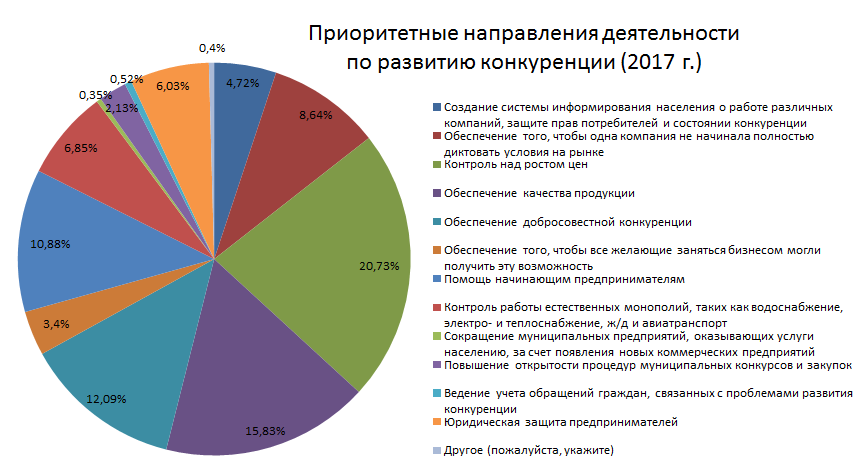 Приоритетные направления деятельности
по развитию конкуренции (2017 г.)
0,4%
4,72%
8,64%
20,73%
15,83%
12,09%
3,4%
10,88%
6,85%
0,35%
2,13%
0,52%
6,03%
Создание системы информирования населения о работе различных
компаний, защите прав потребителей и состоянии конкуренции
Обеспечение того, чтобы одна компания не начинала полностью
диктовать условия на рынке
Контроль над ростом цен
Обеспечение качества продукции
Обеспечение добросовестной конкуренции
Обеспечение того, чтобы все желающие заняться бизнесом могли
получить эту возможность
Помощь начинающим предпринимателям
Контроль работы естественных монополий, таких как водоснабжение,
электро- и теплоснабжение, ж/д и авиатранспорт
Сокращение муниципальных предприятий, оказывающих услуги
населению, за счет появления новых коммерческих предприятий
Повышение открытости процедур муниципальных конкурсов и закупок
Ведение учета обращений граждан, связанных с проблемами развития
конкуренции
Юридическая защита предпринимателей
Другое (пожалуйста, укажите)